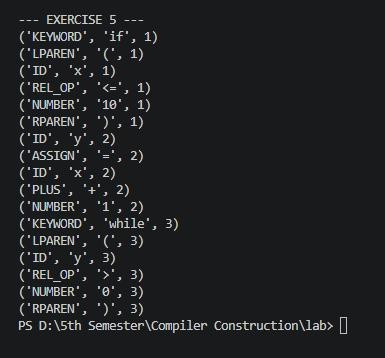 --- EXERCISE 5 ---
('KEYWORD', 'if', 1)
('LPAREN', '(', 1)
('ID', 'x', 1)
('REL_OP', '<=', 1)
('NUMBER', '10', 1)
('RPAREN', ')', 1)
('ID', 'y', 2)
('ASSIGN', '=', 2)
('ID', 'x', 2)
('PLUS', '+', 2)
('NUMBER', '1', 2)
('KEYWORD', 'while', 3)
('LPAREN', '(', 3)
('ID', 'y', 3)
('REL_OP', '>', 3)
('NUMBER', '0', 3)
('RPAREN', ')', 3)
PS D:\5th Semester\Compiler Construction\lab>